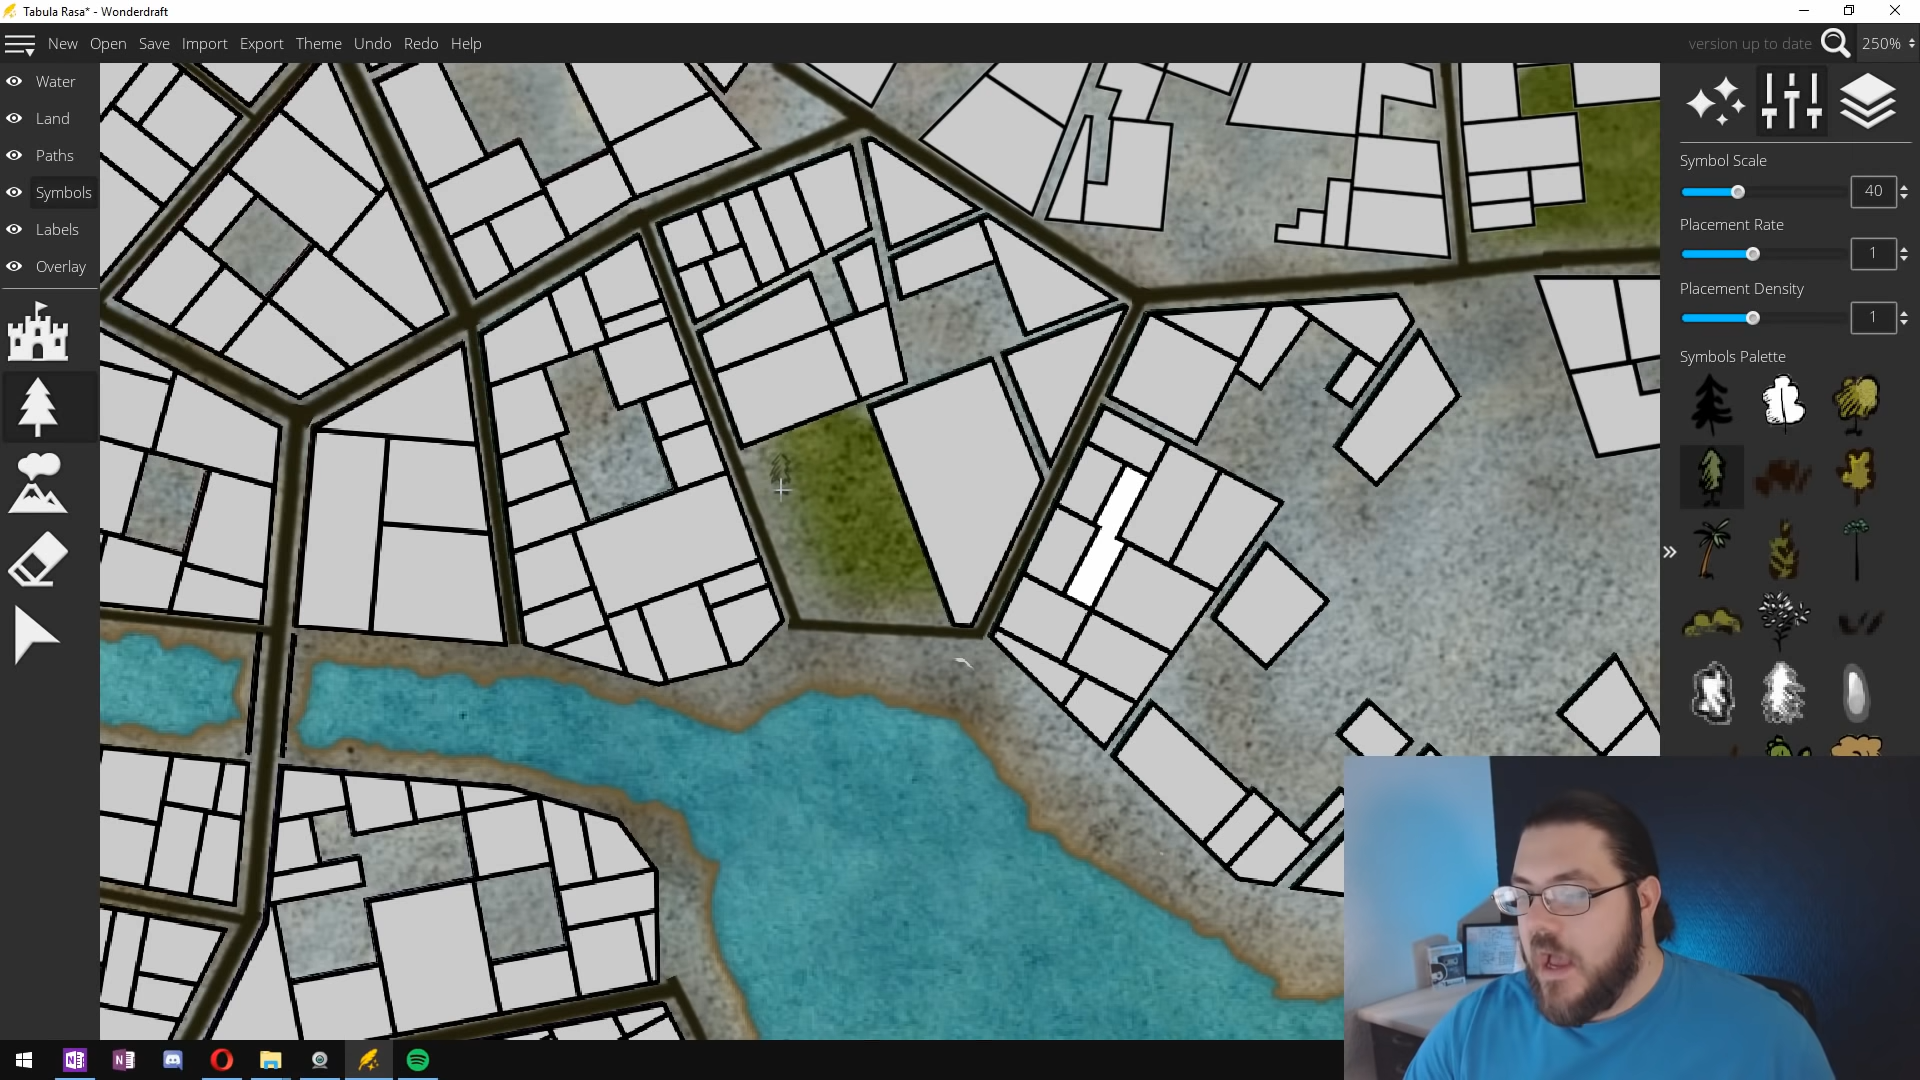 Tabula Rasa* - Wonderdraft
New Open Save Import Export Theme Undo Redo Help
version up to date
250%
Water
Land
Paths
Symbols
Labels
Overlay
Symbol Scale
40
Placement Rate
1
Placement Density
1
Symbols Palette